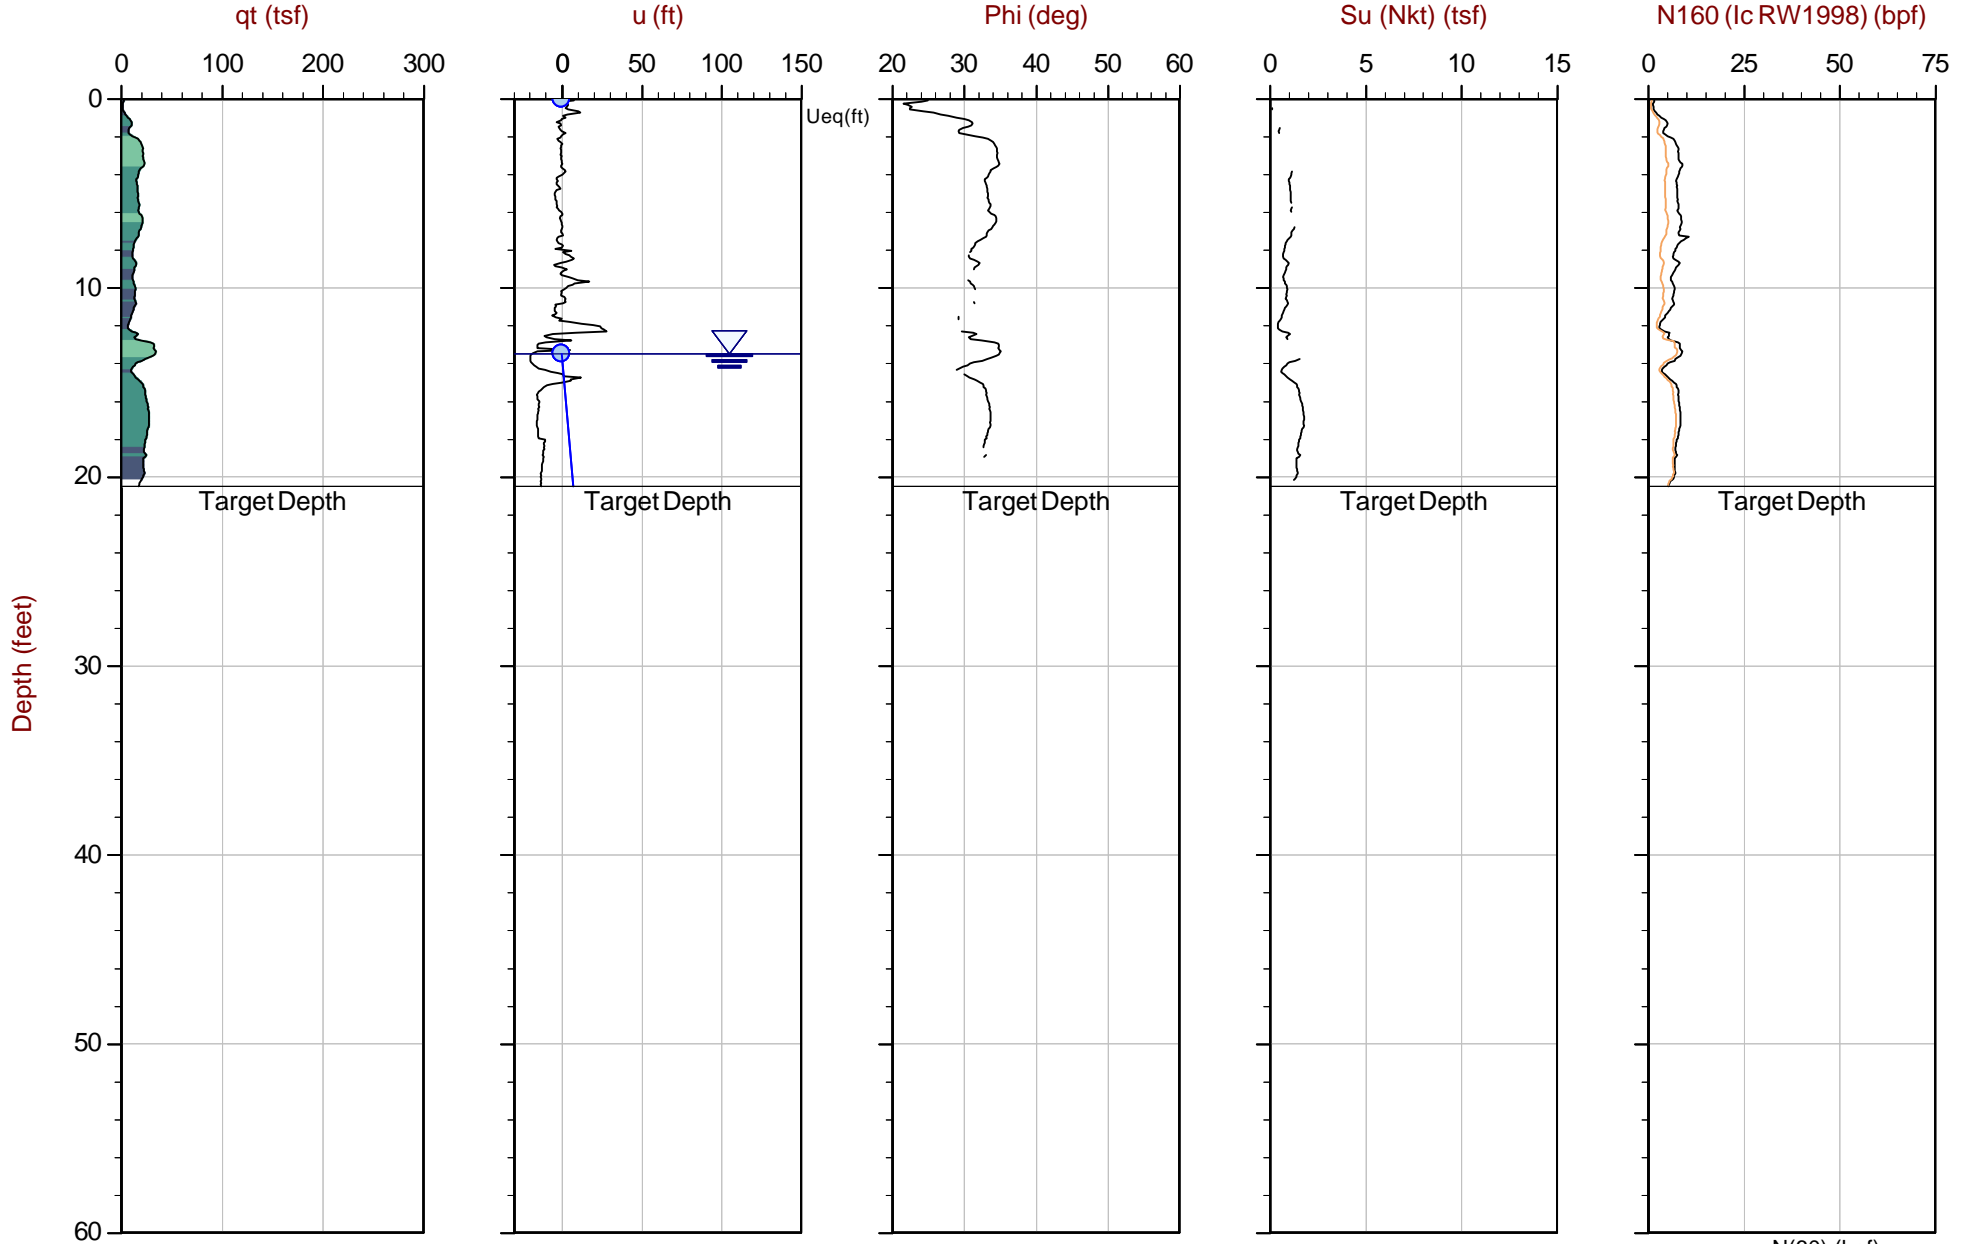 qt (tsf) u (ft) Phi (deg) Su (Nkt) (tsf) N160 (Ic RW1998) (bpf)
0 100 200 300 0 50 100 150 20 30 40 50 60 0 5 10 15 0 25 50 75
0
Ueq(ft)
10
20
Target Depth Target Depth Target Depth Target Depth Target Depth
30
Depth (feet)
40
50
60